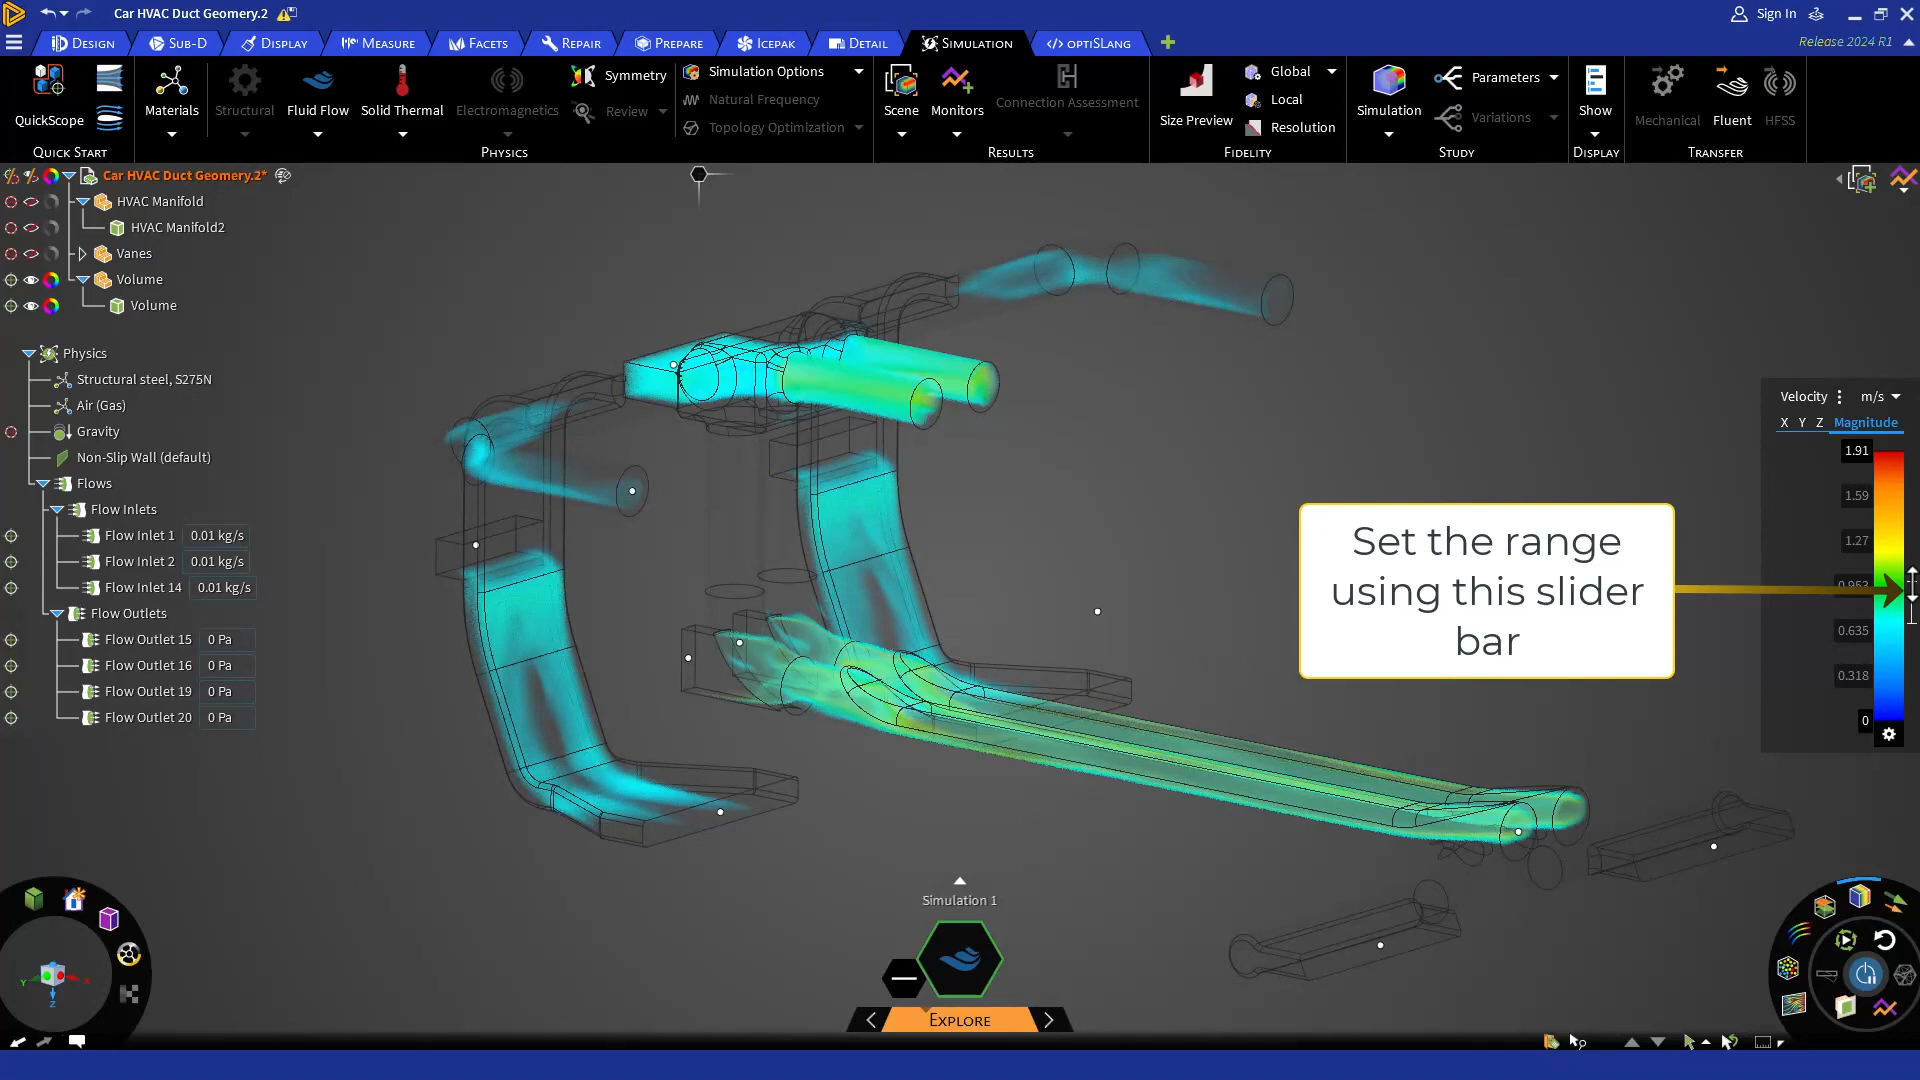 Car HVAC Duct Geomery.2
Sign In
Design
Sub-D
Display
Measure
Facets
Repair
Prepare
Icepak
Detail
Simulation
optiSLang
Release 2024 R1
QuickScope
Quick Start
Materials
Structural
Fluid Flow
Solid Thermal
Electromagnetics
Symmetry
Review
Simulation Options
Natural Frequency
Topology Optimization
Physics
Scene
Monitors
Connection Assessment
Results
Size Preview
Global
Local
Resolution
Fidelity
Simulation
Parameters
Variations
Study
Show
Display
Mechanical
Fluent
HFSS
Transfer
Car HVAC Duct Geomery.2*
HVAC Manifold
HVAC Manifold2
Vanes
Volume
Volume
Physics
Structural steel, S275N
Air (Gas)
Gravity
Non-Slip Wall (default)
Flows
Flow Inlets
Flow Inlet 1 0.01 kg/s
Flow Inlet 2 0.01 kg/s
Flow Inlet 14 0.01 kg/s
Flow Outlets
Flow Outlet 15 0 Pa
Flow Outlet 16 0 Pa
Flow Outlet 19 0 Pa
Flow Outlet 20 0 Pa
Velocity m/s
X Y Z Magnitude
1.91
1.59
1.27
0.953
0.635
0.318
0
Set the range
using this slider
bar
Simulation 1
Explore
Y X
Z